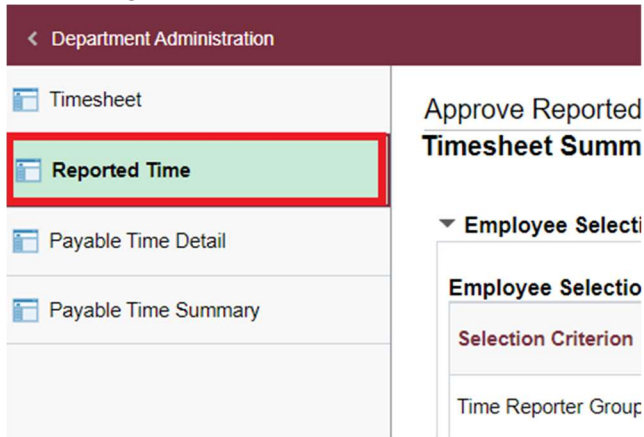 < Department Administration
Timesheet
Reported Time
Payable Time Detail
Payable Time Summary
Approve Reported
Timesheet Summ
Employee Selecti
Employee Selectio
Selection Criterion
Time Reporter Group